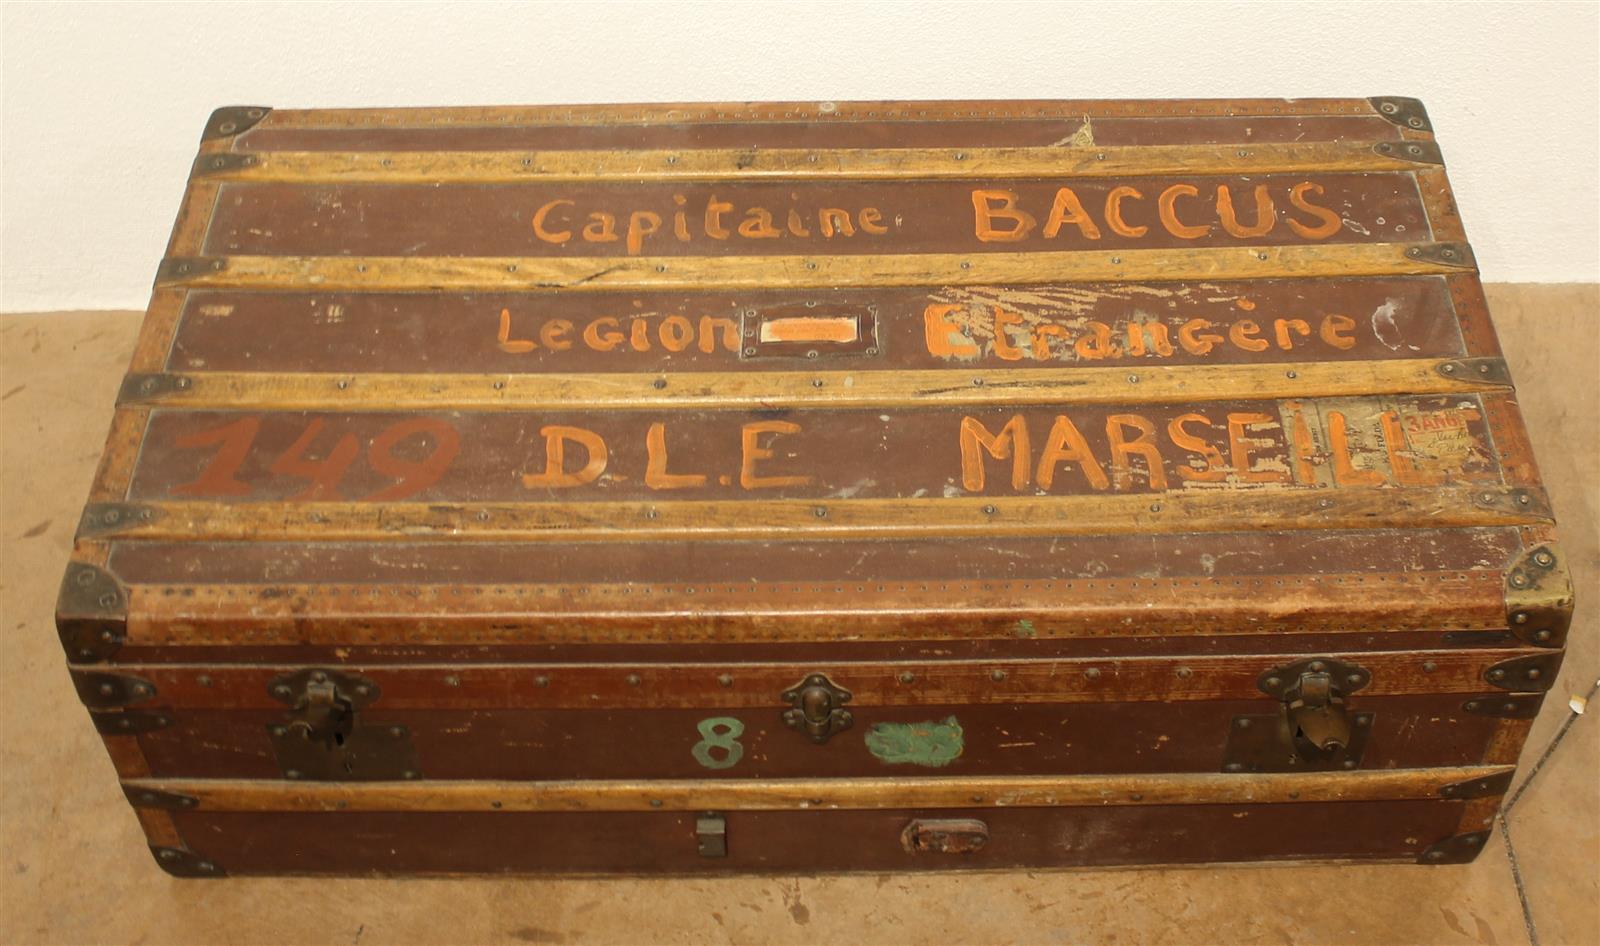 Capitaine BACCUS
Legion Etrangère
149 D.L.E MARSEILLE
8